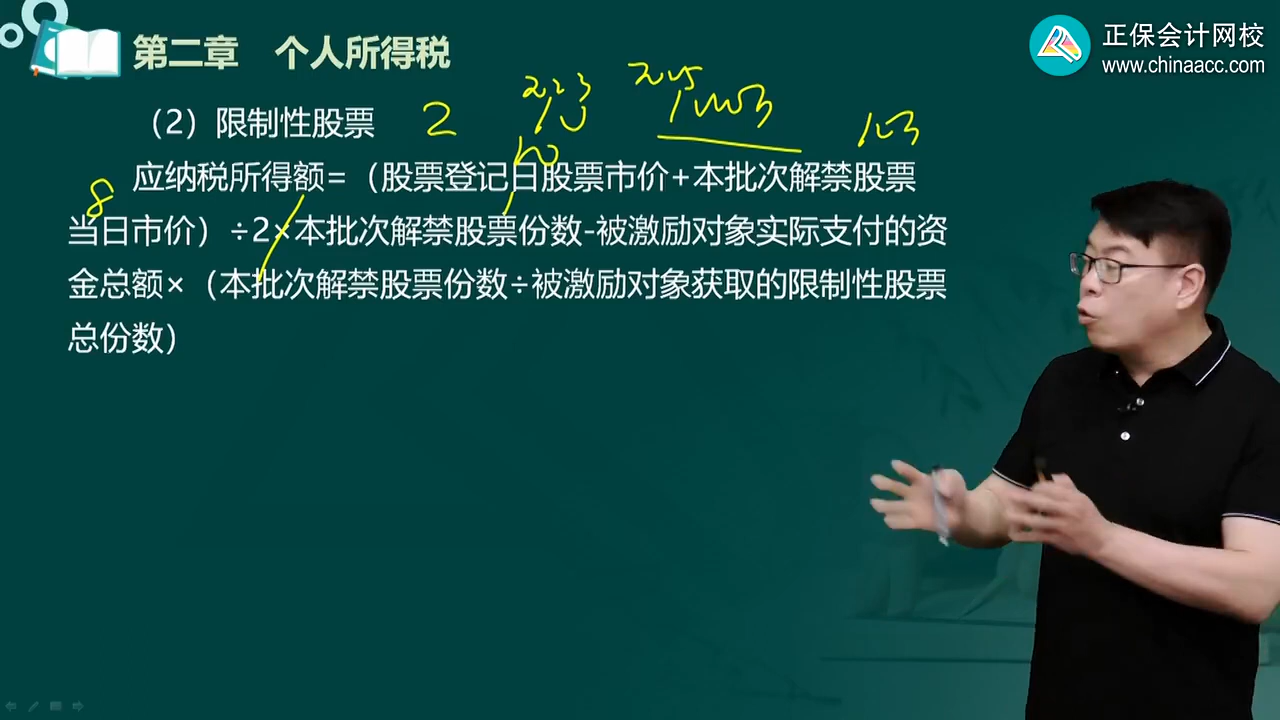 第二章 个人所得税
正保会计网校
www.chinaacc.com
2023
2025
(2)限制性股票 2
10
应纳税所得额=(股票登记日股票市价+本批次解禁股票
8
当日市价)÷2×本批次解禁股票份数-被激励对象实际支付的资
金总额×(本批次解禁股票份数÷被激励对象获取的限制性股票
总份数)